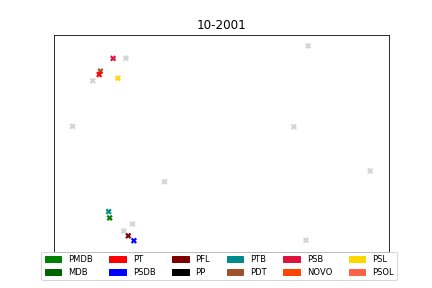 10-2001
PMDB PT PFL PTB PSB PSL
MDB PSDB PP PDT NOVO PSOL